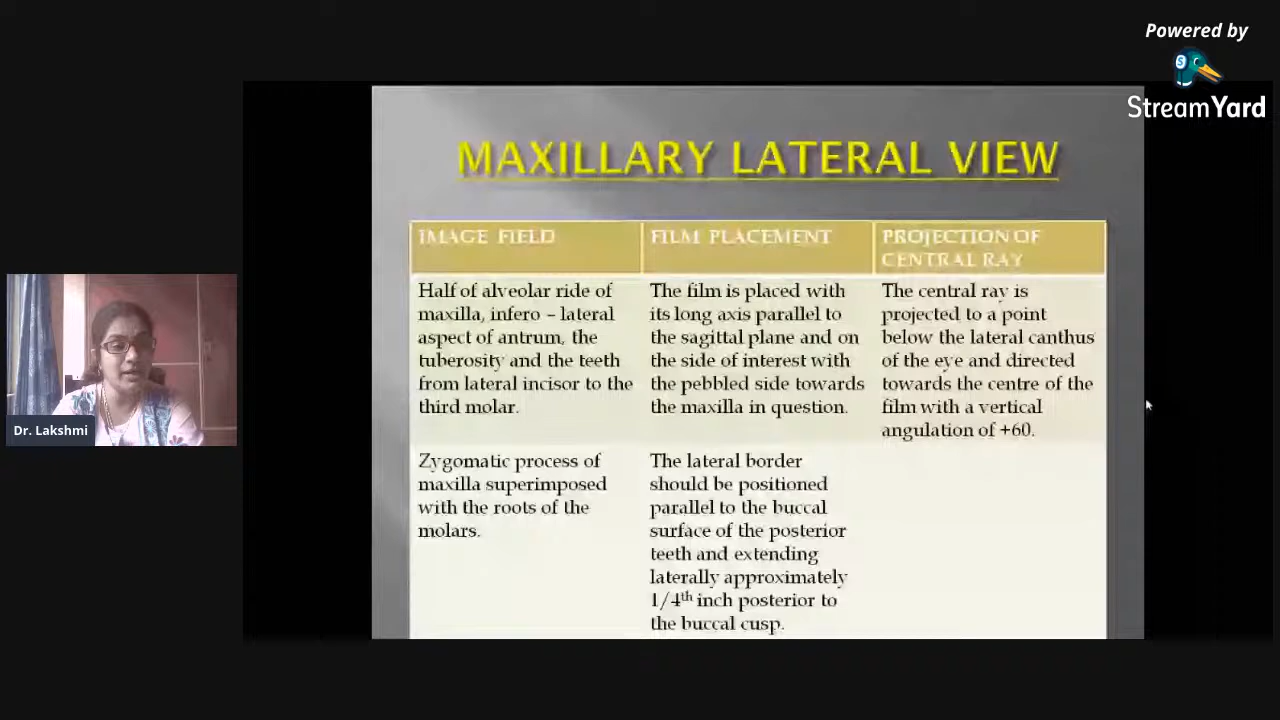 Powered by
StreamYard
MAXILLARY LATERAL VIEW
IMAGE FIELD
FILM PLACEMENT
PROJECTION OF
CENTRAL RAY
Half of alveolar ride of
maxilla, infero – lateral
aspect of antrum, the
tuberosity and the teeth
from lateral incisor to the
third molar.
The film is placed with
its long axis parallel to
the sagittal plane and on
the side of interest with
the pebbled side towards
the maxilla in question.
The central ray is
projected to a point
below the lateral canthus
of the eye and directed
towards the centre of the
film with a vertical
angulation of +60.
Zygomatic process of
maxilla superimposed
with the roots of the
molars.
The lateral border
should be positioned
parallel to the buccal
surface of the posterior
teeth and extending
laterally approximately
1/4th inch posterior to
the buccal cusp.
Dr. Lakshmi